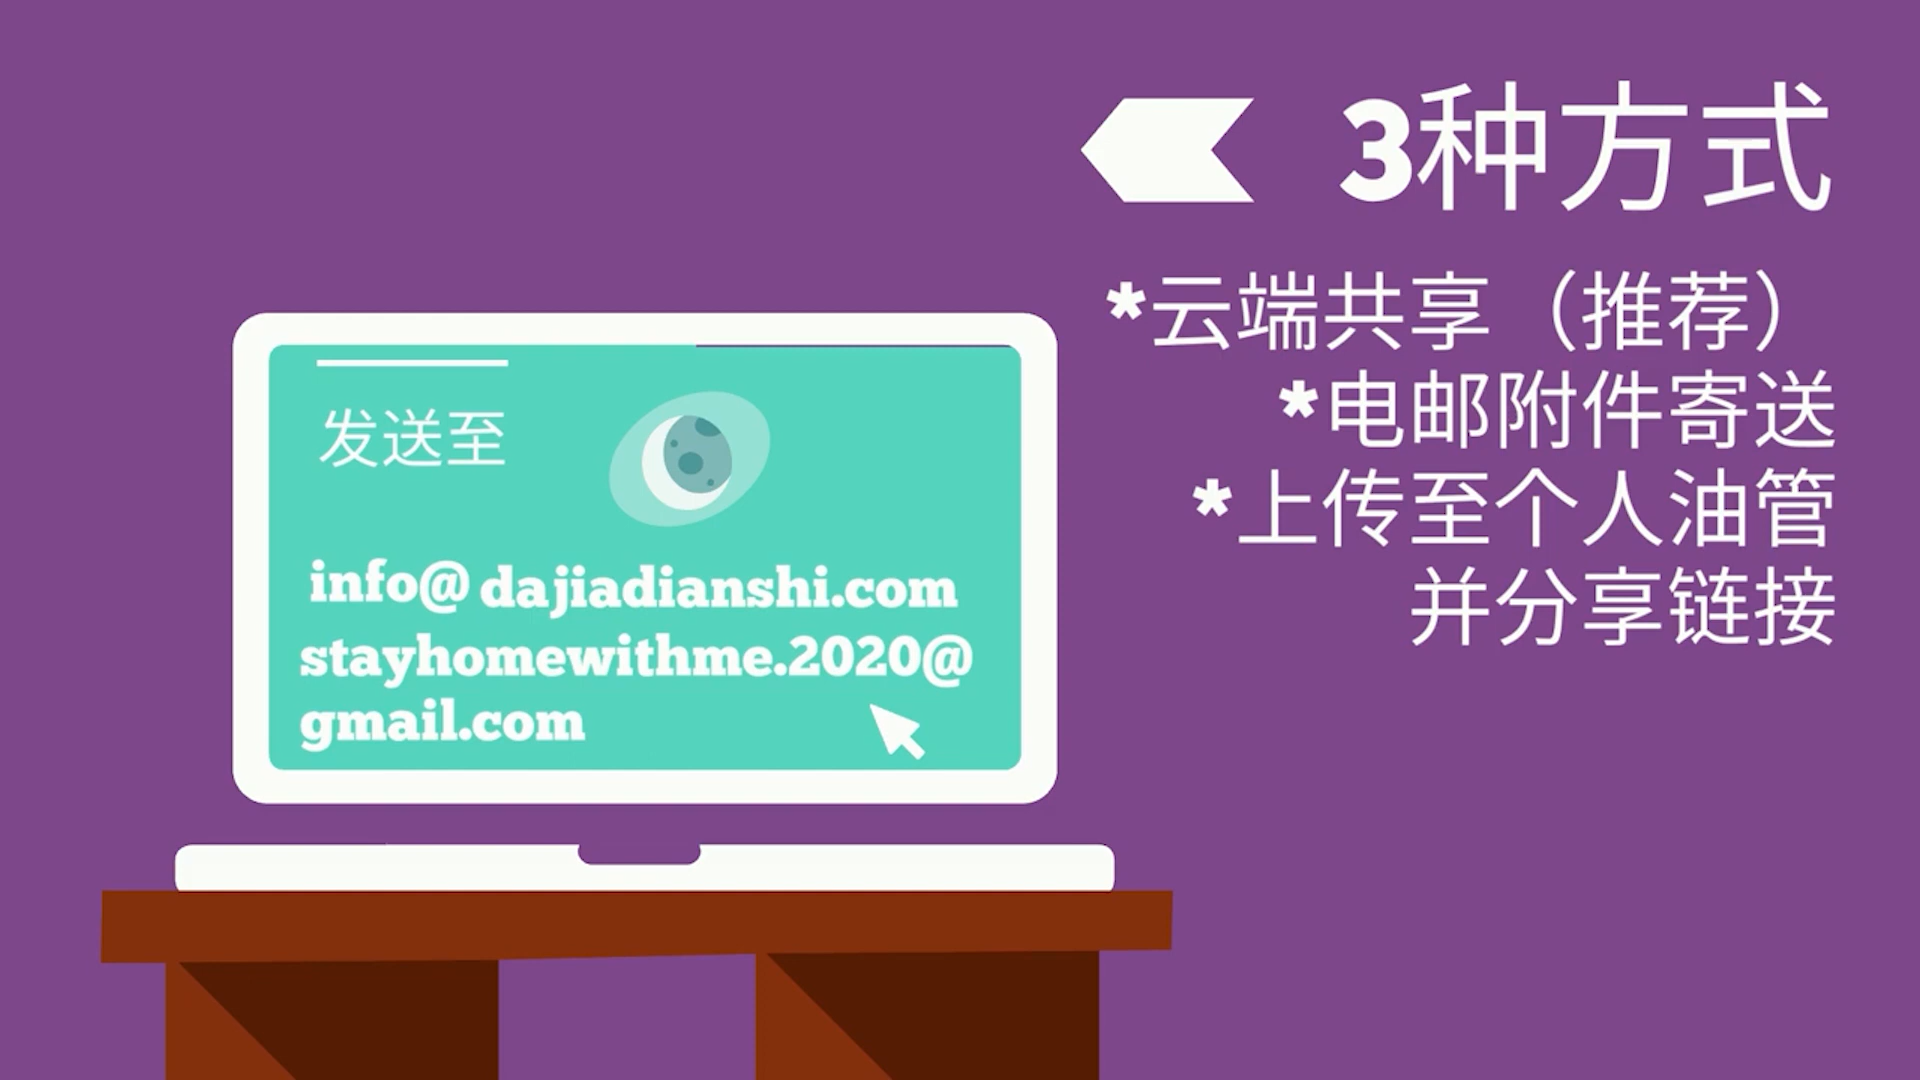 3种方式
*云端共享（推荐）
*电邮附件寄送
*上传至个人油管
并分享链接
发送至
info@ dajiadianshi.com
stayhomewithme.2020@
gmail.com